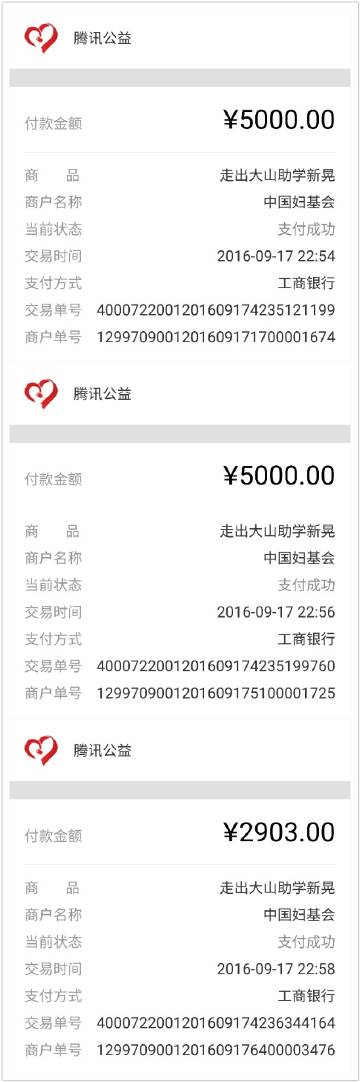 腾讯公益
付款金额 ¥5000.00
商 品 走出大山助学新晃
商户名称 中国妇基会
当前状态 支付成功
交易时间 2016-09-17 22:54
支付方式 工商银行
交易单号 4000722001201609174235121199
商户单号 1299709001201609171700001674
腾讯公益
付款金额 ¥5000.00
商 品 走出大山助学新晃
商户名称 中国妇基会
当前状态 支付成功
交易时间 2016-09-17 22:56
支付方式 工商银行
交易单号 4000722001201609174235199760
商户单号 1299709001201609175100001725
腾讯公益
付款金额 ¥2903.00
商 品 走出大山助学新晃
商户名称 中国妇基会
当前状态 支付成功
交易时间 2016-09-17 22:58
支付方式 工商银行
交易单号 4000722001201609174236344164
商户单号 1299709001201609176400003476